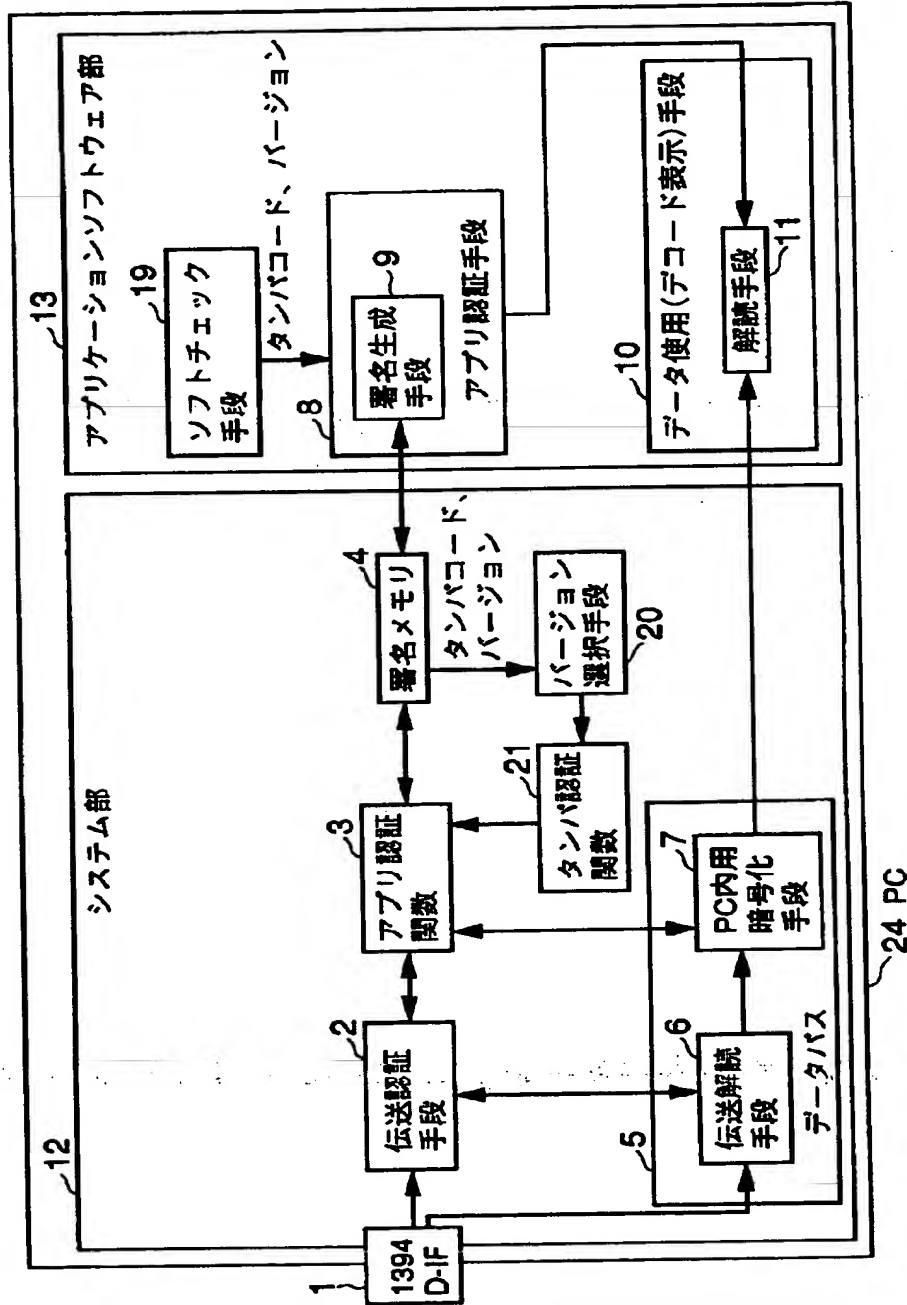 12
システム部
1
1394
D-IF
2
伝送認証
手段
3
アプリ認証
関数
4
署名メモリ
タンパコード、
バージョン
バージョン
選択手段
20
21
タンパ認証
関数
5
6
伝送解読
手段
7
PC内用
暗号化
手段
データパス
13
アプリケーションソフトウェア部
19
ソフトチェック
手段
タンパコード、バージョン
8
9
署名生成
手段
アプリ認証手段
10
データ使用(デコード表示)手段
解読手段
11
24 PC